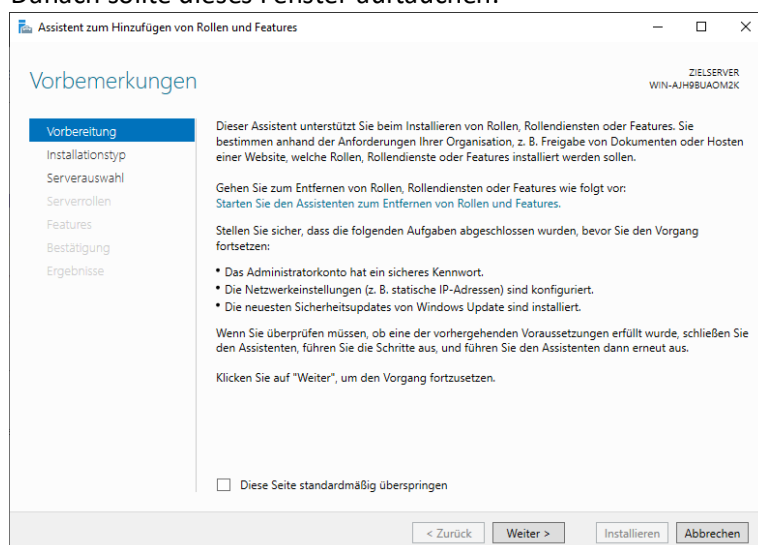 Danach sollte dieses Fenster auftauchen:
Assistent zum Hinzufügen von Rollen und Features
Vorbemerkungen
ZIELSERVER
WIN-AJH9BUAOM2K
Vorbereitung
Installationstyp
Serverauswahl
Serverrollen
Features
Bestätigung
Ergebnisse
Dieser Assistent unterstützt Sie beim Installieren von Rollen, Rollendiensten oder Features. Sie
bestimmen anhand der Anforderungen Ihrer Organisation, z. B. Freigabe von Dokumenten oder Hosten
einer Website, welche Rollen, Rollendienste oder Features installiert werden sollen.
Gehen Sie zum Entfernen von Rollen, Rollendiensten oder Features wie folgt vor:
Starten Sie den Assistenten zum Entfernen von Rollen und Features.
Stellen Sie sicher, dass die folgenden Aufgaben abgeschlossen wurden, bevor Sie den Vorgang
fortsetzen:
• Das Administratorkonto hat ein sicheres Kennwort.
• Die Netzwerkeinstellungen (z. B. statische IP-Adressen) sind konfiguriert.
• Die neuesten Sicherheitsupdates von Windows Update sind installiert.
Wenn Sie überprüfen müssen, ob eine der vorhergehenden Voraussetzungen erfüllt wurde, schließen Sie
den Assistenten, führen Sie die Schritte aus, und führen Sie den Assistenten dann erneut aus.
Klicken Sie auf "Weiter", um den Vorgang fortzusetzen.
Diese Seite standardmäßig überspringen
< Zurück
Weiter >
Installieren
Abbrechen